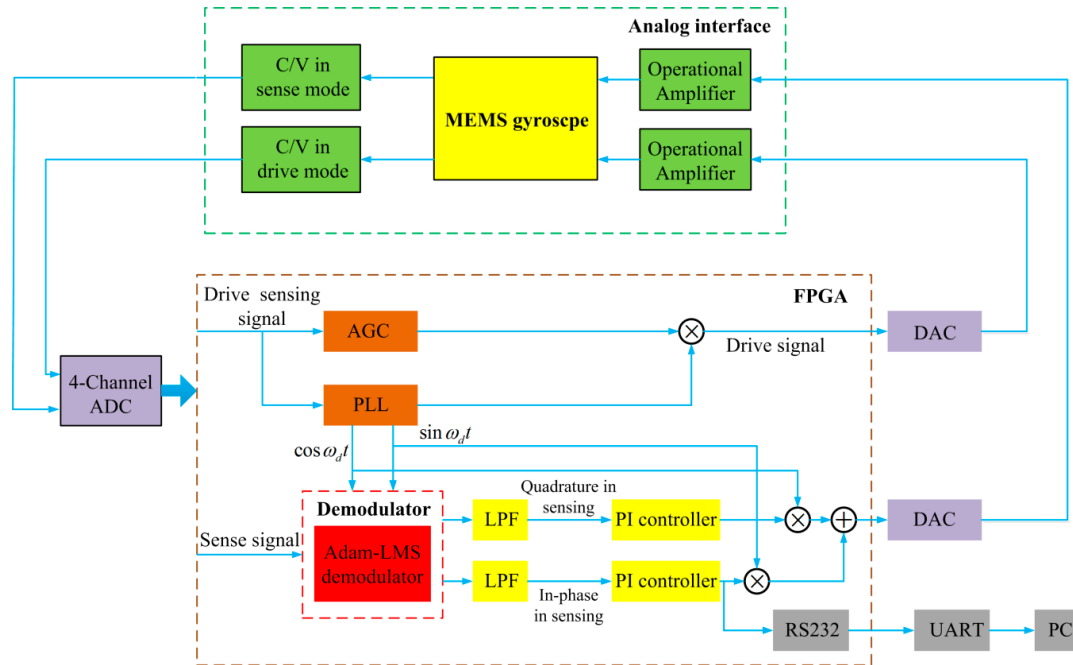 Analog interface
C/V in
sense mode
MEMS gyroscpe
Operational
Amplifier
C/V in
drive mode
Operational
Amplifier
FPGA
Drive sensing
signal
AGC
Drive signal
DAC
4-Channel
ADC
PLL
cos ω_d t
sin ω_d t
Demodulator
Adam-LMS
demodulator
Sense signal
LPF
Quadrature in
sensing
PI controller
DAC
LPF
In-phase
in sensing
PI controller
RS232
UART
PC